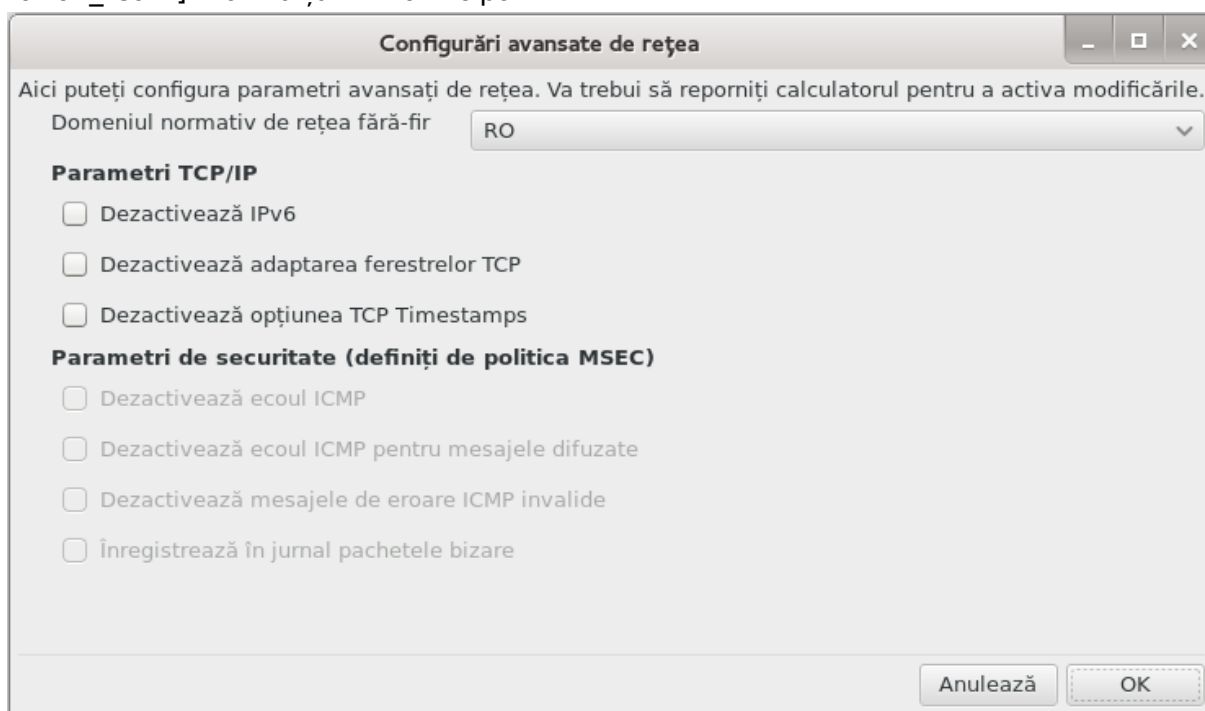 Configurări avansate de rețea
Aici puteți configura parametri avansați de rețea. Va trebui să reporniți calculatorul pentru a activa modificările.
Domeniul normativ de rețea fără-fir
RO
Parametri TCP/IP
Dezactivează IPv6
Dezactivează adaptarea ferestrelor TCP
Dezactivează opțiunea TCP Timestamps
Parametri de securitate (definiți de politica MSEC)
Dezactivează ecoul ICMP
Dezactivează ecoul ICMP pentru mesajele difuzate
Dezactivează mesajele de eroare ICMP invalide
Înregistrează în jurnal pachetele bizare
Anulează
OK